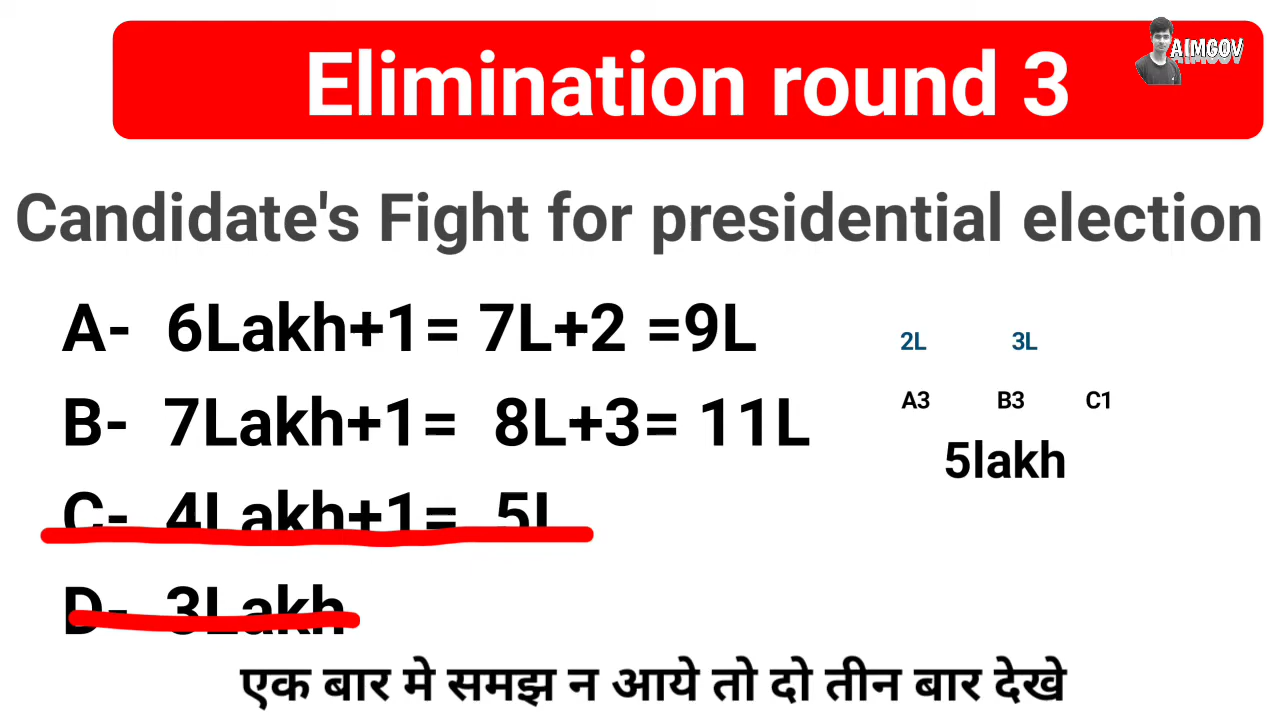 AIMGOV
Elimination round 3
Candidate's Fight for presidential election
A- 6Lakh+1= 7L+2 =9L
B- 7Lakh+1= 8L+3= 11L
C- 4Lakh+1= 5L
D- 3Lakh
2L 3L
A3 B3 C1
5lakh
एक बार मे समझ न आये तो दो तीन बार देखे